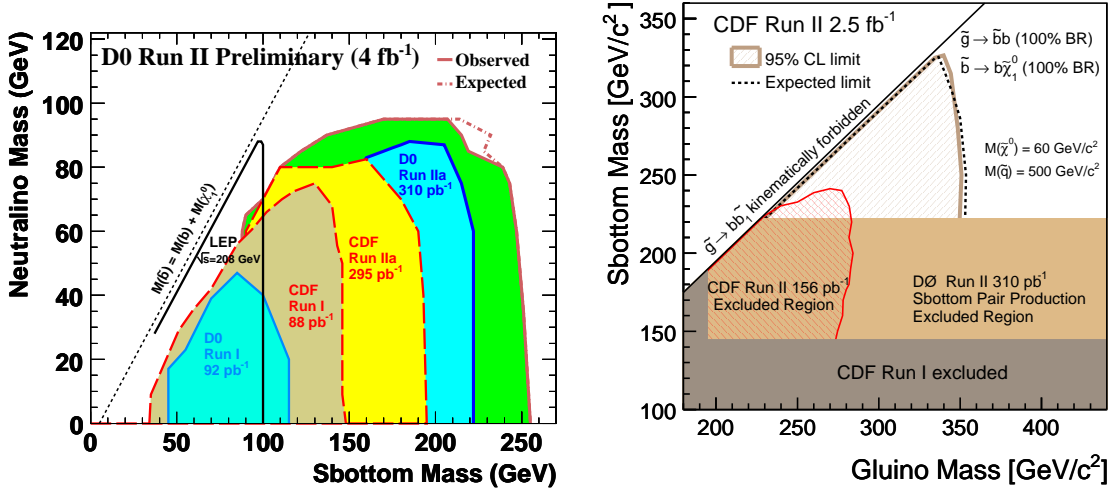 D0 Run II Preliminary (4 fb⁻¹)
Observed
Expected
Neutralino Mass (GeV)
120
100
80
60
40
20
0
M(b̃) = M(b) + M(χ̃₁⁰)
LEP
√s=208 GeV
D0
Run IIa
310 pb⁻¹
CDF
Run IIa
295 pb⁻¹
CDF
Run I
88 pb⁻¹
D0
Run I
92 pb⁻¹
0 50 100 150 200 250
Sbottom Mass (GeV)
CDF Run II 2.5 fb⁻¹
95% CL limit
Expected limit
g̃ → b̃b (100% BR)
b̃ → bχ̃₁⁰ (100% BR)
M(χ̃⁰) = 60 GeV/c²
M(q̃) = 500 GeV/c²
g̃ → bb̃₁ kinematically forbidden
Sbottom Mass [GeV/c²]
350
300
250
200
150
100
CDF Run II 156 pb⁻¹
Excluded Region
DØ Run II 310 pb⁻¹
Sbottom Pair Production
Excluded Region
CDF Run I excluded
200 250 300 350 400
Gluino Mass [GeV/c²]